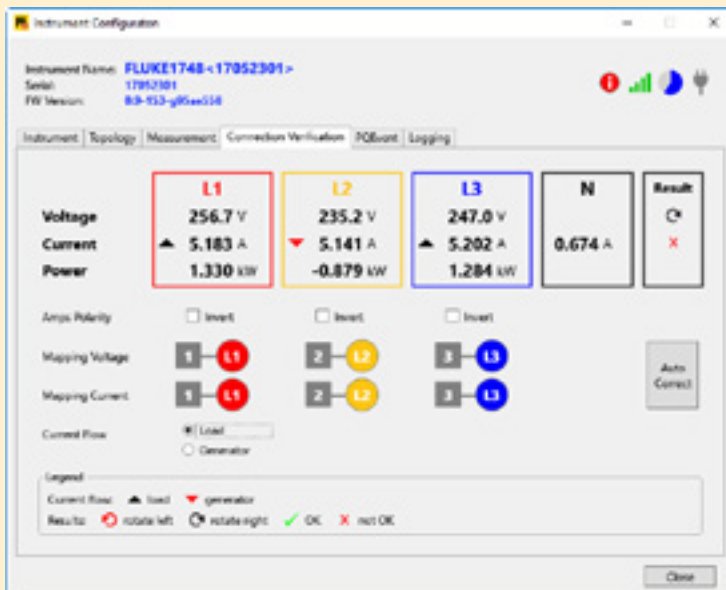 Instrument Configuration
Instrument Name: FLUKE1748<17052301>
Serial: 17052301
FW Version:
Instrument Topology Measurement Connection Verification PQEvent Logging
L1 L2 L3 N Result
Voltage 256.7 V 235.2 V 247.0 V
Current 5.183 A 5.141 A 5.202 A 0.674 A
Power 1.330 kW -0.879 kW 1.284 kW
Amps Polarity Invert Invert Invert
Mapping Voltage 1 L1 2 L2 3 L3
Auto
Correct
Mapping Current 1 L1 2 L2 3 L3
Current Flow Load
Generator
Legend
Current flow: load generator
Results: rotate left rotate right OK not OK
Close